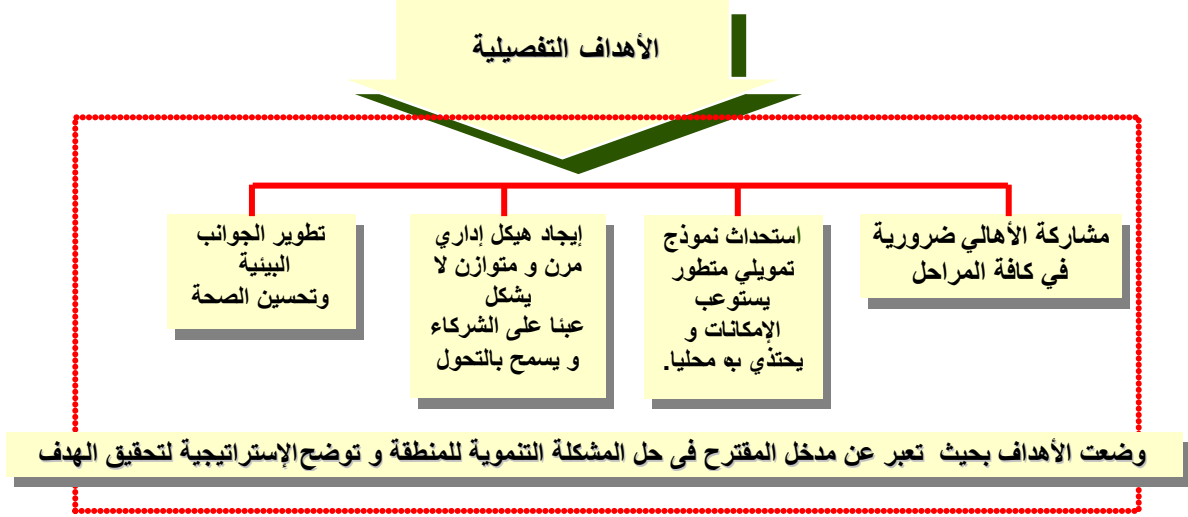 الأهداف التفصيلية
مشاركة الأهالي ضرورية
في كافة المراحل
استحداث نموذج
تمويلي متطور
يستوعب
الإمكانات و
يحتذي به محليا.
إيجاد هيكل إداري
مرن و متوازن لا
يشكل
عبئا على الشركاء
و يسمح بالتحول
تطوير الجوانب
البيئية
وتحسين الصحة
وضعت الأهداف بحيث تعبر عن مدخل المقترح فى حل المشكلة التنموية للمنطقة و توضح الإستراتيجية لتحقيق الهدف